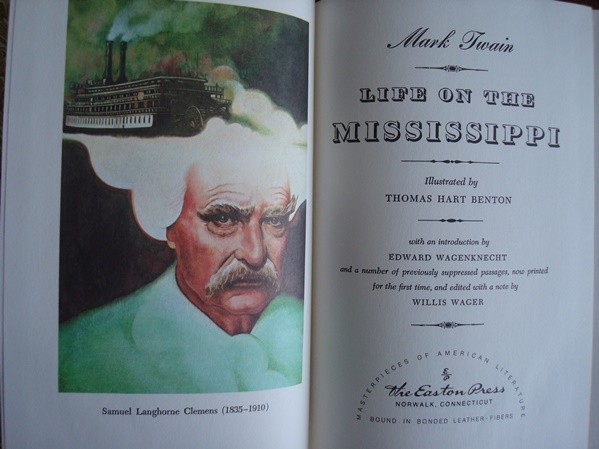 Samuel Langhorne Clemens (1835-1910)
Mark Twain
LIFE ON THE
MISSISSIPPI
Illustrated by
THOMAS HART BENTON
with an introduction by
EDWARD WAGENKNECHT
and a number of previously suppressed passages, now printed
for the first time, and edited with a note by
WILLIS WAGER
MASTERPIECES OF AMERICAN LITERATURE
The Easton Press
NORWALK, CONNECTICUT
BOUND IN BONDED LEATHER-FIBERS